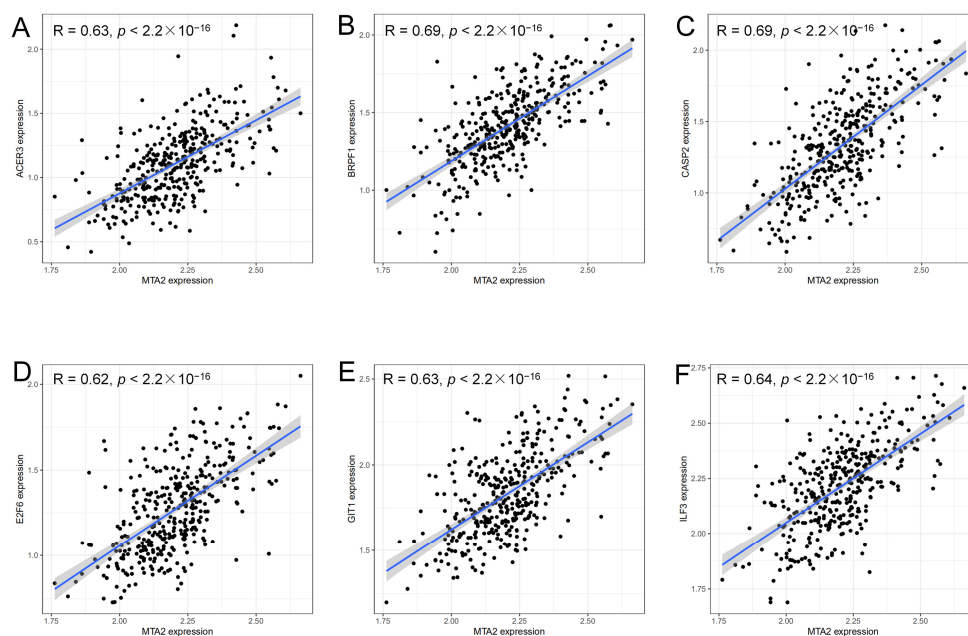 A
R = 0.63, p < 2.2×10⁻¹⁶
ACER3 expression
2.0
1.5
1.0
0.5
1.75 2.00 2.25 2.50
MTA2 expression
B
R = 0.69, p < 2.2×10⁻¹⁶
BRPF1 expression
2.0
1.5
1.0
1.75 2.00 2.25 2.50
MTA2 expression
C
R = 0.69, p < 2.2×10⁻¹⁶
CASP2 expression
2.0
1.5
1.0
1.75 2.00 2.25 2.50
MTA2 expression
D
R = 0.62, p < 2.2×10⁻¹⁶
E2F6 expression
2.0
1.5
1.0
1.75 2.00 2.25 2.50
MTA2 expression
E
R = 0.63, p < 2.2×10⁻¹⁶
GIT1 expression
2.5
2.0
1.5
1.75 2.00 2.25 2.50
MTA2 expression
F
R = 0.64, p < 2.2×10⁻¹⁶
ILF3 expression
2.75
2.50
2.25
2.00
1.75
1.75 2.00 2.25 2.50
MTA2 expression